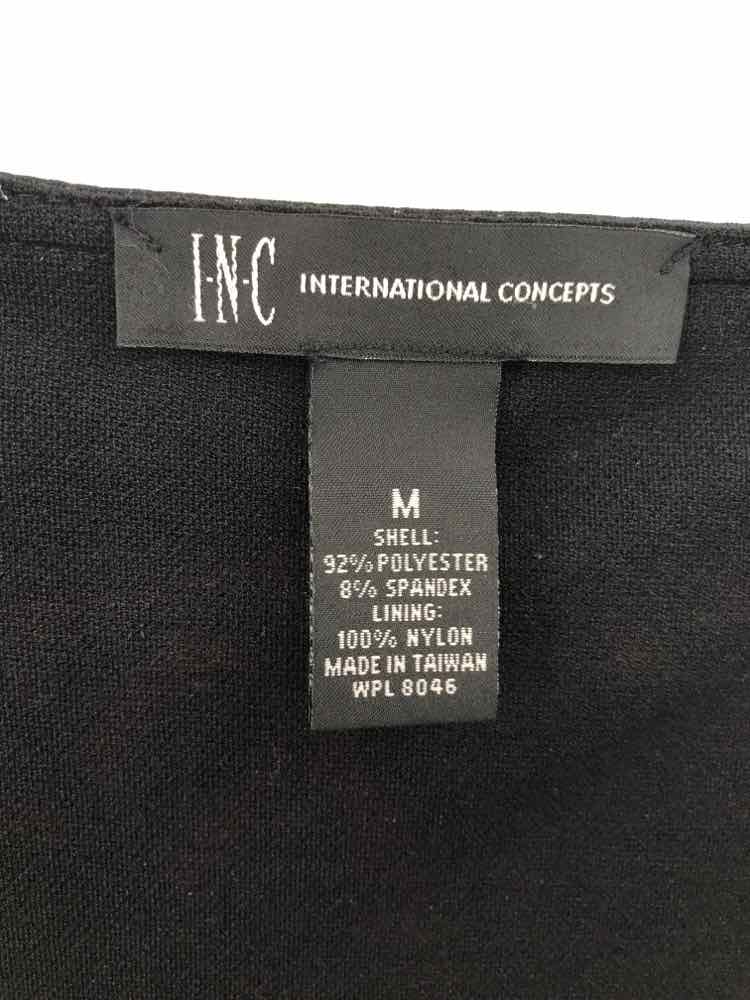 I·N·C INTERNATIONAL CONCEPTS
M
SHELL:
92% POLYESTER
8% SPANDEX
LINING:
100% NYLON
MADE IN TAIWAN
WPL 8046